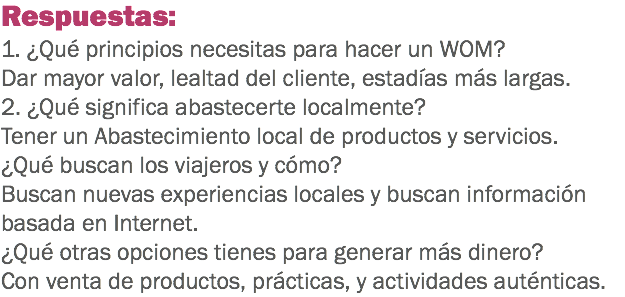 Respuestas:
1. ¿Qué principios necesitas para hacer un WOM?
Dar mayor valor, lealtad del cliente, estadías más largas.
2. ¿Qué significa abastecerte localmente?
Tener un Abastecimiento local de productos y servicios.
¿Qué buscan los viajeros y cómo?
Buscan nuevas experiencias locales y buscan información
basada en Internet.
¿Qué otras opciones tienes para generar más dinero?
Con venta de productos, prácticas, y actividades auténticas.